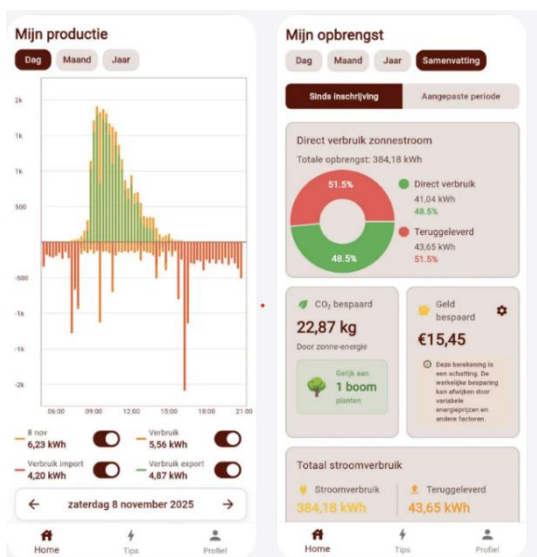 Mijn productie
Dag
Maand
Jaar
2k
1k
1k
500
-500
-1k
-1k
-2k
06:00
09:00
12:00
15:00
18:00
21:00
8 nov
6,23 kWh
Verbruik
5,56 kWh
Verbruik import
4,20 kWh
Verbruik export
4,87 kWh
zaterdag 8 november 2025
Home
Tips
Profiel
Mijn opbrengst
Dag
Maand
Jaar
Samenvatting
Sinds inschrijving
Aangepaste periode
Direct verbruik zonnestroom
Totale opbrengst: 384,18 kWh
51.5%
48.5%
Direct verbruik
41,04 kWh
48.5%
Teruggeleverd
43,65 kWh
51.5%
CO₂ bespaard
22,87 kg
Door zonne-energie
Gelijk aan
1 boom
planten
Geld
bespaard
€15,45
Deze berekening is
een schatting. De
werkelijke besparing
kan afwijken door
variabele
energieprijzen en
andere factoren.
Totaal stroomverbruik
Stroomverbruik
384,18 kWh
Teruggeleverd
43,65 kWh
Home
Tips
Profiel